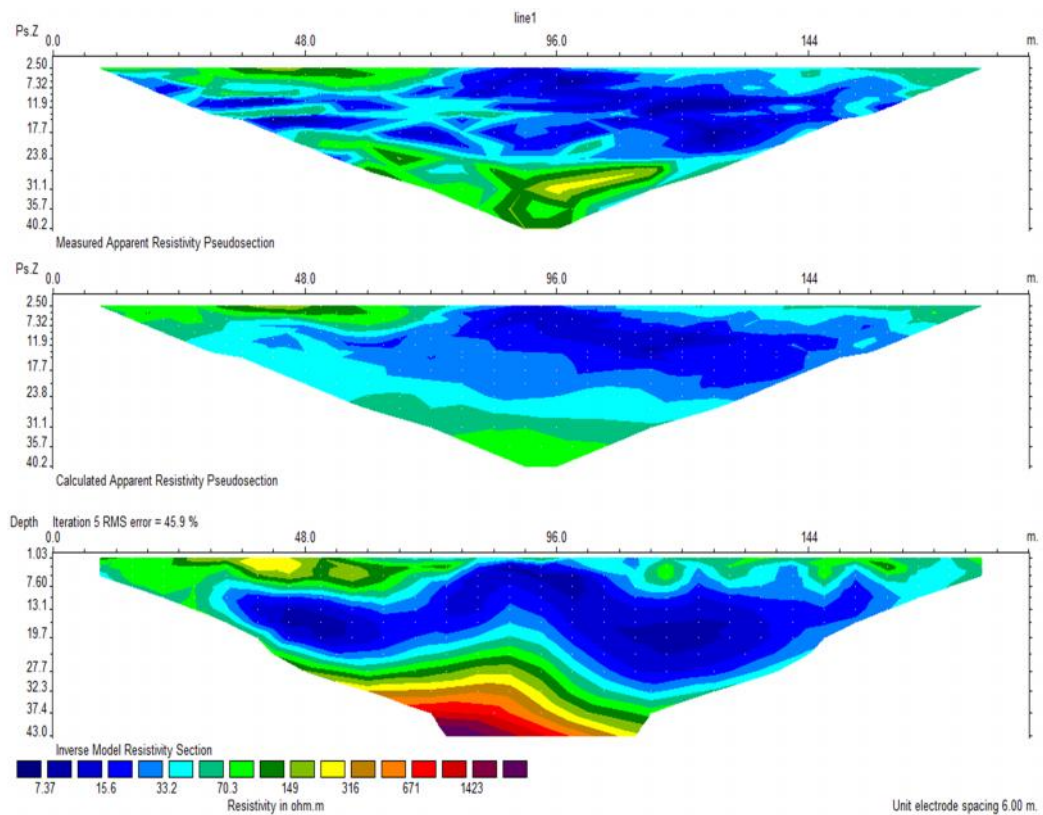 line1
Ps.Z 0.0 48.0 96.0 144 m.
2.50
7.32
11.9
17.7
23.8
31.1
35.7
40.2
Measured Apparent Resistivity Pseudosection
Ps.Z 0.0 48.0 96.0 144 m.
2.50
7.32
11.9
17.7
23.8
31.1
35.7
40.2
Calculated Apparent Resistivity Pseudosection
Depth Iteration 5 RMS error = 45.9 %
0.0 48.0 96.0 144 m.
1.03
7.60
13.1
19.7
27.7
32.3
37.4
43.0
Inverse Model Resistivity Section
7.37 15.6 33.2 70.3 149 316 671 1423
Resistivity in ohm.m Unit electrode spacing 6.00 m.